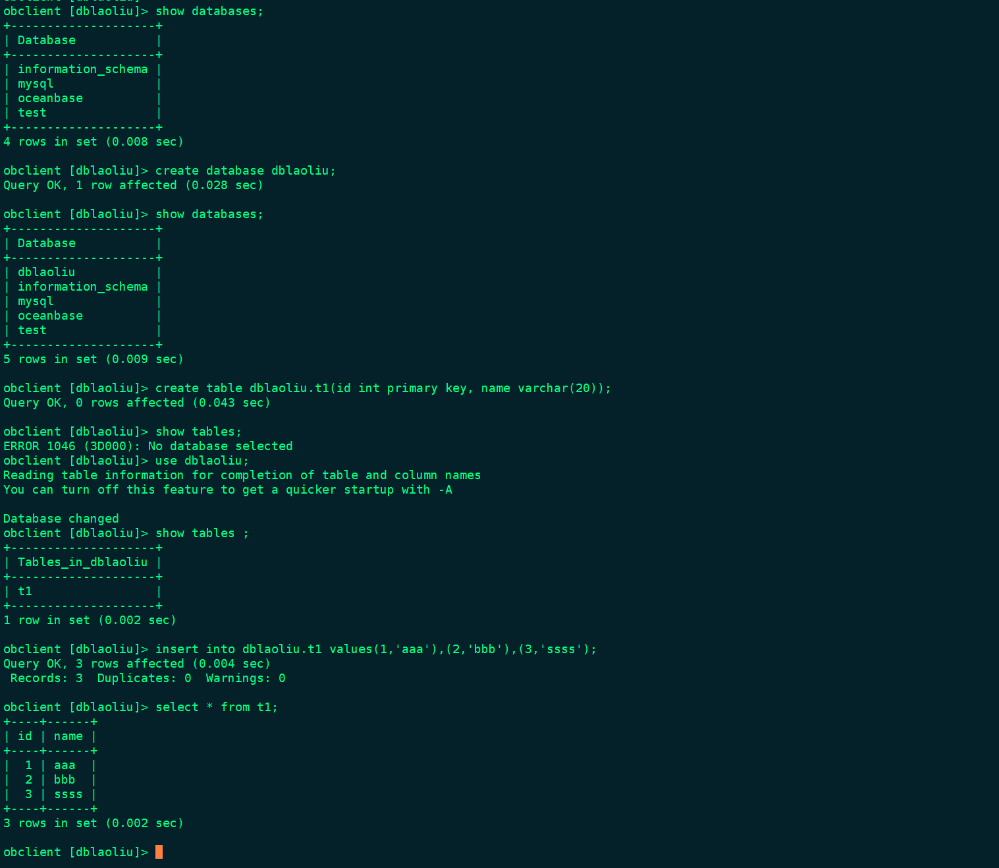 obclient [dblaoliu]> show databases;
+--------------------+
| Database           |
+--------------------+
| information_schema |
| mysql              |
| oceanbase          |
| test               |
+--------------------+
4 rows in set (0.008 sec)

obclient [dblaoliu]> create database dblaoliu;
Query OK, 1 row affected (0.028 sec)

obclient [dblaoliu]> show databases;
+--------------------+
| Database           |
+--------------------+
| dblaoliu           |
| information_schema |
| mysql              |
| oceanbase          |
| test               |
+--------------------+
5 rows in set (0.009 sec)

obclient [dblaoliu]> create table dblaoliu.t1(id int primary key, name varchar(20));
Query OK, 0 rows affected (0.043 sec)

obclient [dblaoliu]> show tables;
ERROR 1046 (3D000): No database selected
obclient [dblaoliu]> use dblaoliu;
Reading table information for completion of table and column names
You can turn off this feature to get a quicker startup with -A

Database changed
obclient [dblaoliu]> show tables ;
+--------------------+
| Tables_in_dblaoliu |
+--------------------+
| t1                 |
+--------------------+
1 row in set (0.002 sec)

obclient [dblaoliu]> insert into dblaoliu.t1 values(1,'aaa'),(2,'bbb'),(3,'ssss');
Query OK, 3 rows affected (0.004 sec)
 Records: 3  Duplicates: 0  Warnings: 0

obclient [dblaoliu]> select * from t1;
+----+------+
| id | name |
+----+------+
|  1 | aaa  |
|  2 | bbb  |
|  3 | ssss |
+----+------+
3 rows in set (0.002 sec)

obclient [dblaoliu]>